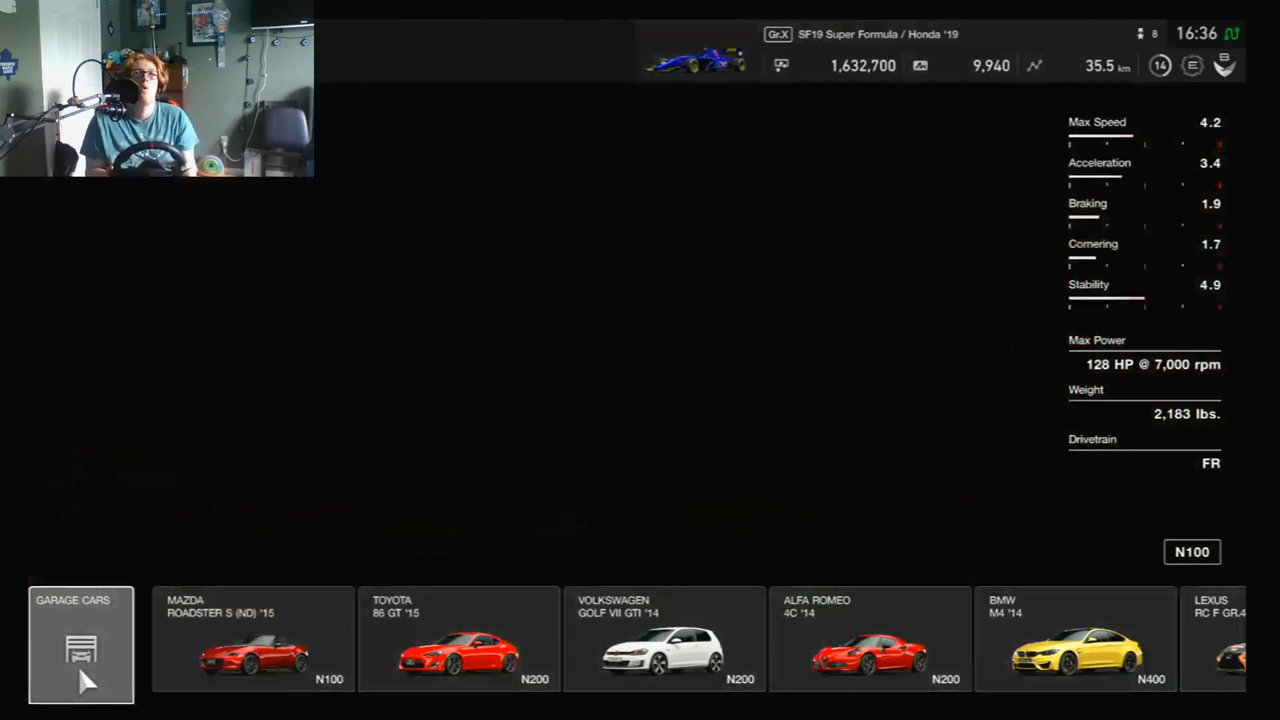 Gr.X SF19 Super Formula / Honda '19
8 16:36
1,632,700 9,940 35.5 km 14 E B
Max Speed 4.2
Acceleration 3.4
Braking 1.9
Cornering 1.7
Stability 4.9
Max Power
128 HP @ 7,000 rpm
Weight
2,183 lbs.
Drivetrain
FR
N100
GARAGE CARS
MAZDA
ROADSTER S (ND) '15
N100
TOYOTA
86 GT '15
N200
VOLKSWAGEN
GOLF VII GTI '14
N200
ALFA ROMEO
4C '14
N200
BMW
M4 '14
N400
LEXUS
RC F GR.4